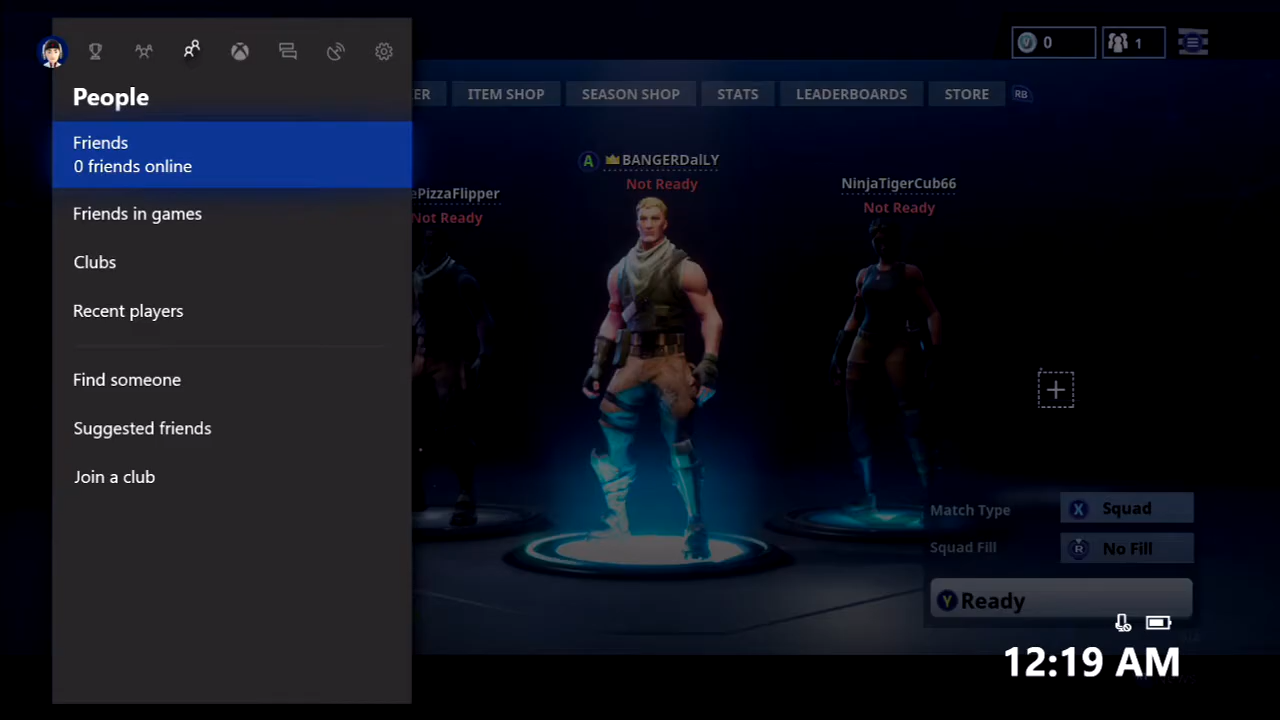 People
Friends
0 friends online
Friends in games
Clubs
Recent players
Find someone
Suggested friends
Join a club
ER
ITEM SHOP
SEASON SHOP
STATS
LEADERBOARDS
STORE
RB
0
1
ePizzaFlipper
Not Ready
A
BANGERDalLY
Not Ready
NinjaTigerCub66
Not Ready
Match Type
X Squad
Squad Fill
R No Fill
Y Ready
12:19 AM